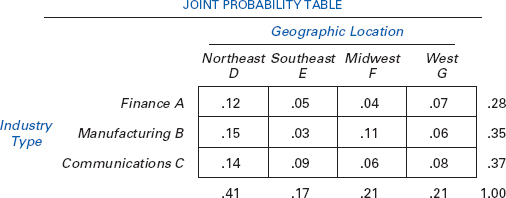 JOINT PROBABILITY TABLE
Geographic Location
Northeast Southeast Midwest West
D E F G
Finance A .12 .05 .04 .07 .28
Industry Type
Manufacturing B .15 .03 .11 .06 .35
Communications C .14 .09 .06 .08 .37
.41 .17 .21 .21 1.00